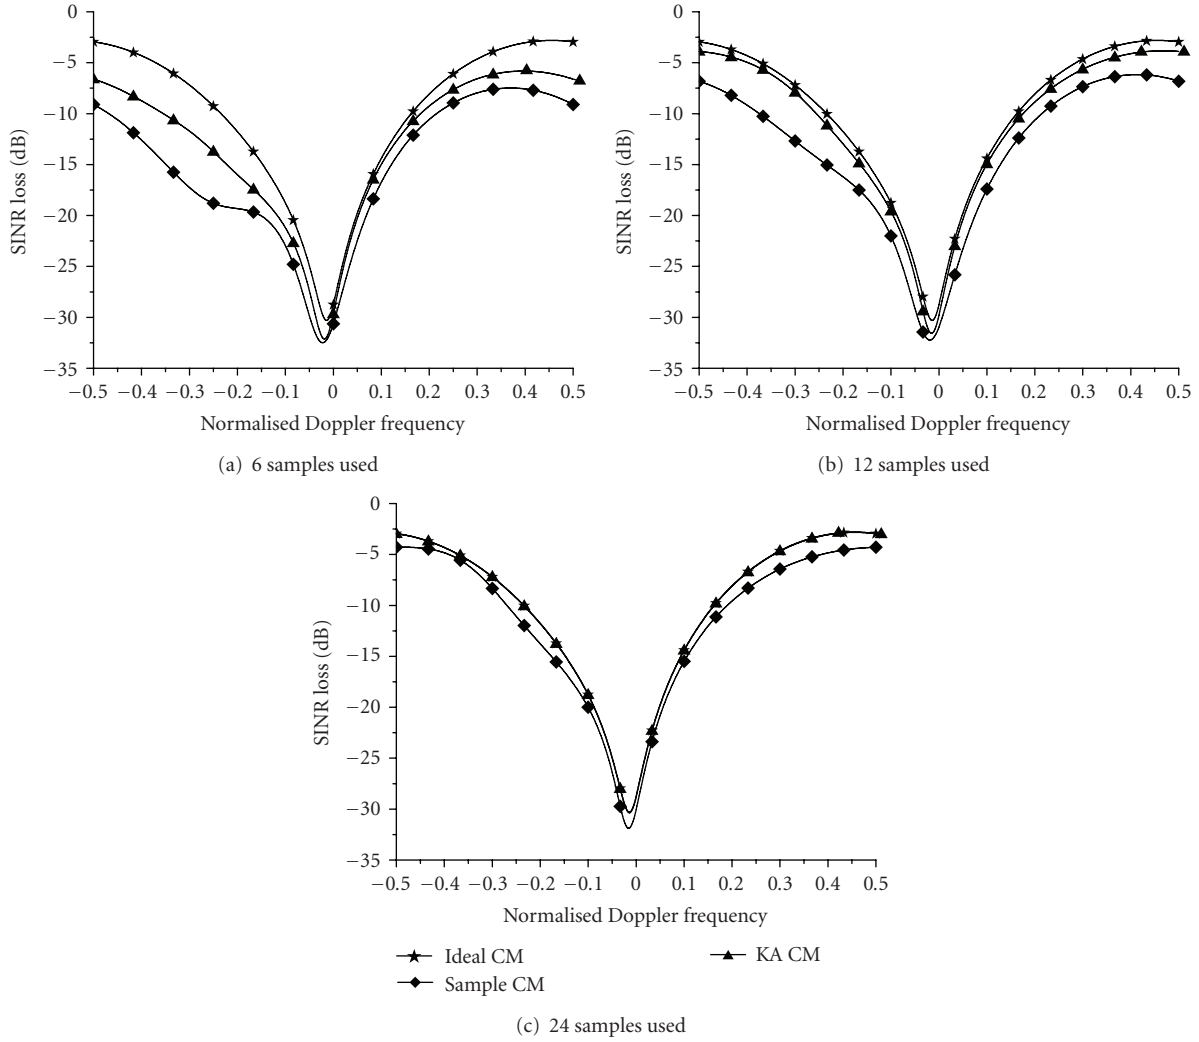 0
−5
−10
−15
−20
−25
−30
−35
SINR loss (dB)
−0.5 −0.4 −0.3 −0.2 −0.1 0 0.1 0.2 0.3 0.4 0.5
Normalised Doppler frequency
(a) 6 samples used
0
−5
−10
−15
−20
−25
−30
−35
SINR loss (dB)
−0.5 −0.4 −0.3 −0.2 −0.1 0 0.1 0.2 0.3 0.4 0.5
Normalised Doppler frequency
(b) 12 samples used
0
−5
−10
−15
−20
−25
−30
−35
SINR loss (dB)
−0.5 −0.4 −0.3 −0.2 −0.1 0 0.1 0.2 0.3 0.4 0.5
Normalised Doppler frequency
Ideal CM
Sample CM
KA CM
(c) 24 samples used